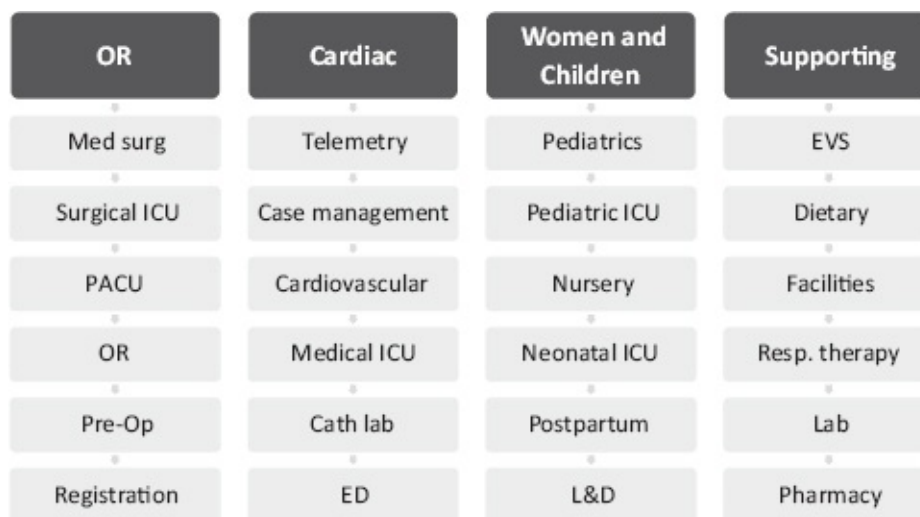 OR
Med surg
Surgical ICU
PACU
OR
Pre-Op
Registration
Cardiac
Telemetry
Case management
Cardiovascular
Medical ICU
Cath lab
ED
Women and
Children
Pediatrics
Pediatric ICU
Nursery
Neonatal ICU
Postpartum
L&D
Supporting
EVS
Dietary
Facilities
Resp. therapy
Lab
Pharmacy